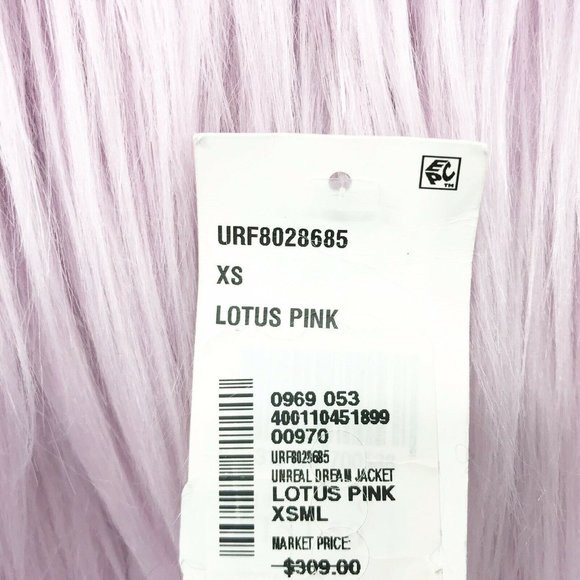 EPC™
URF8028685
XS
LOTUS PINK
0969 053
400110451899
00970
URF8028685
UNREAL DREAM JACKET
LOTUS PINK
XSML
MARKET PRICE:
$309.00